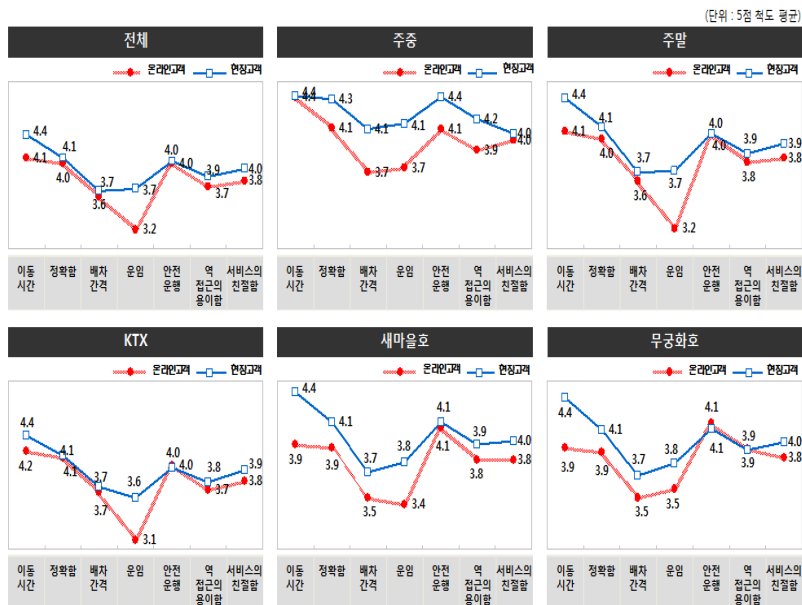 (단위 : 5점 척도 평균)
전체
주중
주말
온라인고객 현장고객
온라인고객 현장고객
온라인고객 현장고객
4.4 4.1 3.7 3.7 4.0 3.9 4.0
4.1 4.0 3.6 3.2 4.0 3.7 3.8
4.4 4.3 4.1 4.1 4.4 4.2 4.0
4.4 4.1 3.7 3.7 4.1 3.9 4.0
4.4 4.1 3.7 3.7 4.0 3.9 3.9
4.1 4.0 3.6 3.2 4.0 3.8 3.8
이동 정확함 배차 운임 안전 역 서비스의
시간 간격 운행 접근의 친절함
용이함
이동 정확함 배차 운임 안전 역 서비스의
시간 간격 운행 접근의 친절함
용이함
이동 정확함 배차 운임 안전 역 서비스의
시간 간격 운행 접근의 친절함
용이함
KTX
새마을호
무궁화호
온라인고객 현장고객
온라인고객 현장고객
온라인고객 현장고객
4.4 4.1 3.7 3.6 4.0 3.8 3.9
4.2 4.1 3.7 3.1 4.0 3.7 3.8
4.4 4.1 3.7 3.8 4.1 3.9 4.0
3.9 3.9 3.5 3.4 4.1 3.8 3.8
4.4 4.1 3.7 3.8 4.1 3.9 4.0
3.9 3.9 3.5 3.5 4.1 3.9 3.8
이동 정확함 배차 운임 안전 역 서비스의
시간 간격 운행 접근의 친절함
용이함
이동 정확함 배차 운임 안전 역 서비스의
시간 간격 운행 접근의 친절함
용이함
이동 정확함 배차 운임 안전 역 서비스의
시간 간격 운행 접근의 친절함
용이함